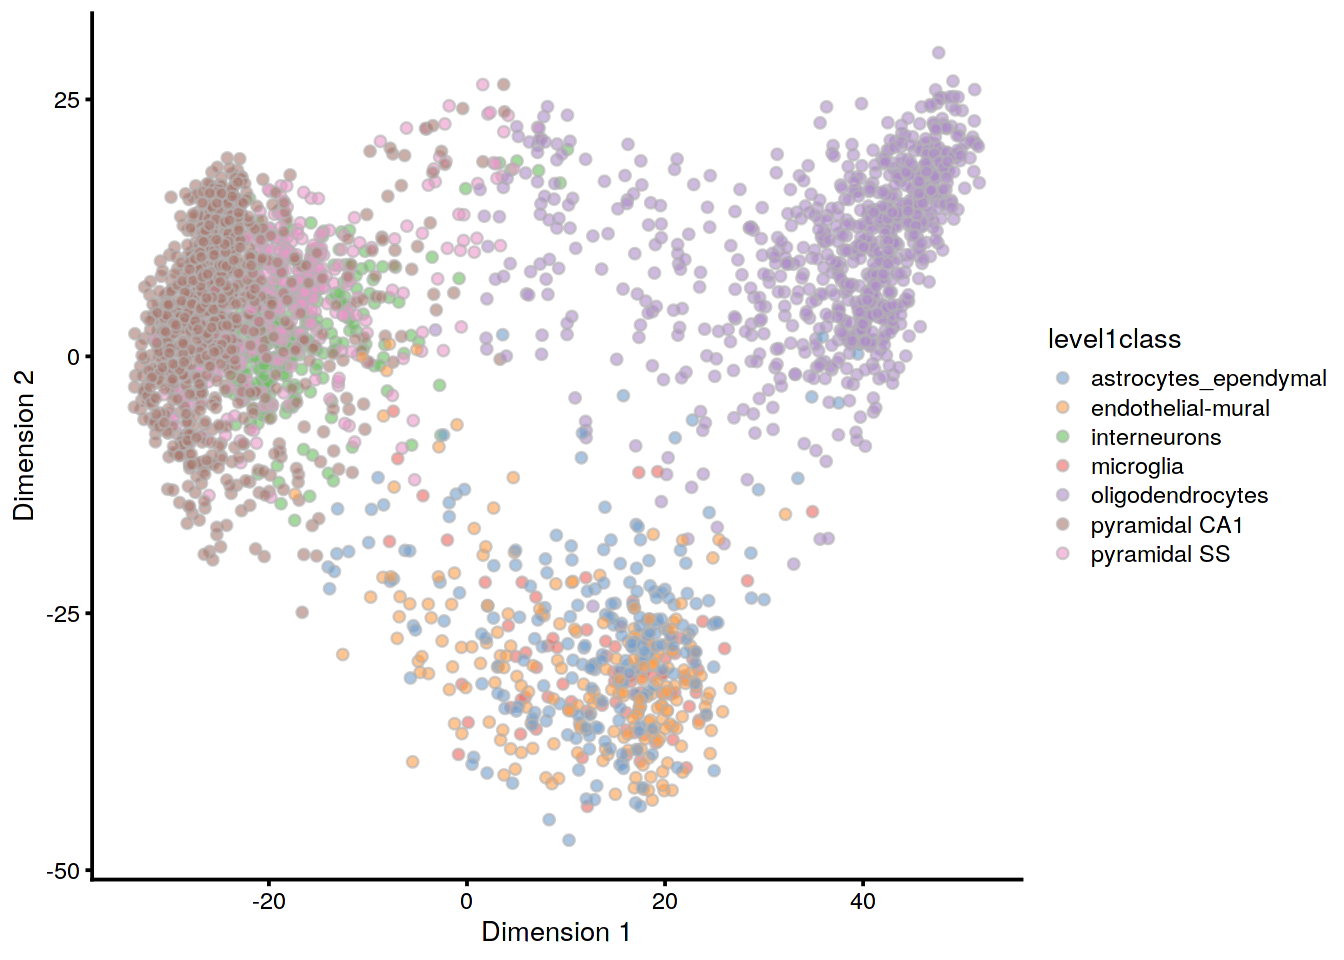 25
0
-25
-50
Dimension 2
-20
0
20
40
Dimension 1
level1class
astrocytes_ependymal
endothelial-mural
interneurons
microglia
oligodendrocytes
pyramidal CA1
pyramidal SS